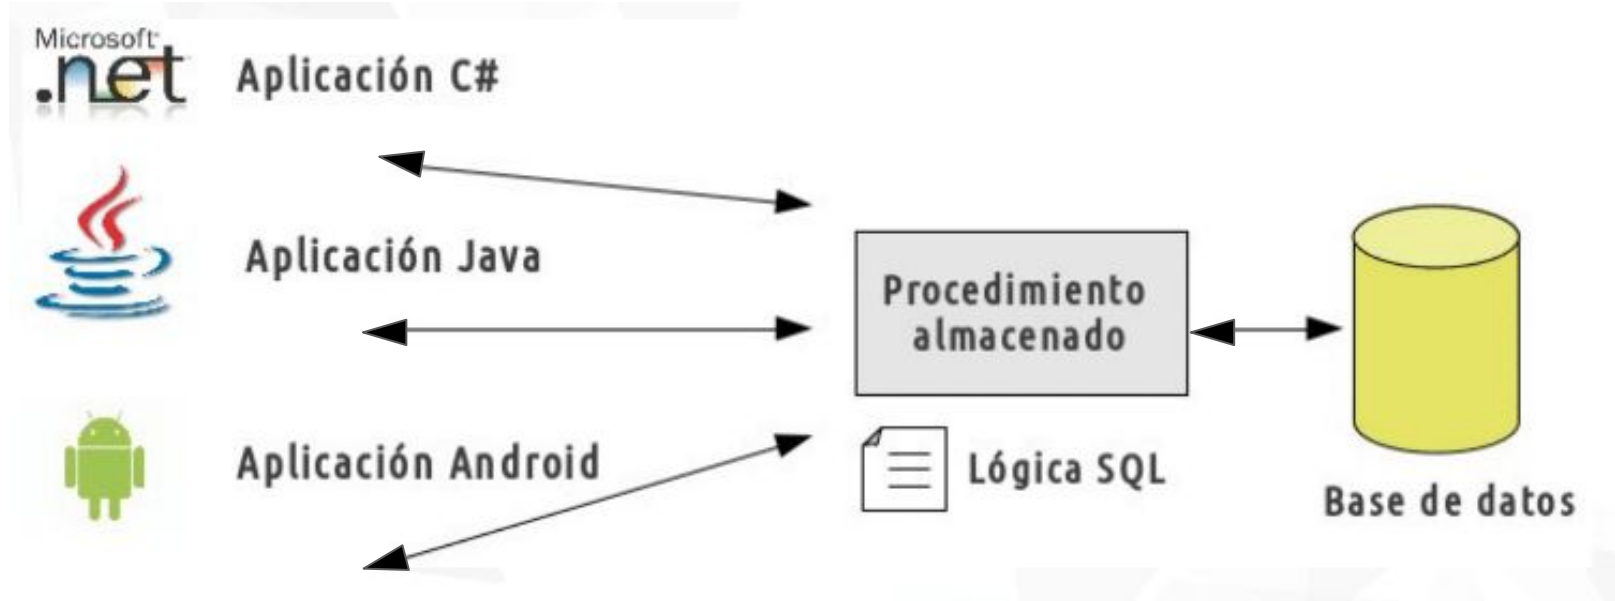 Microsoft
.net
Aplicación C#
Aplicación Java
Aplicación Android
Procedimiento
almacenado
Lógica SQL
Base de datos